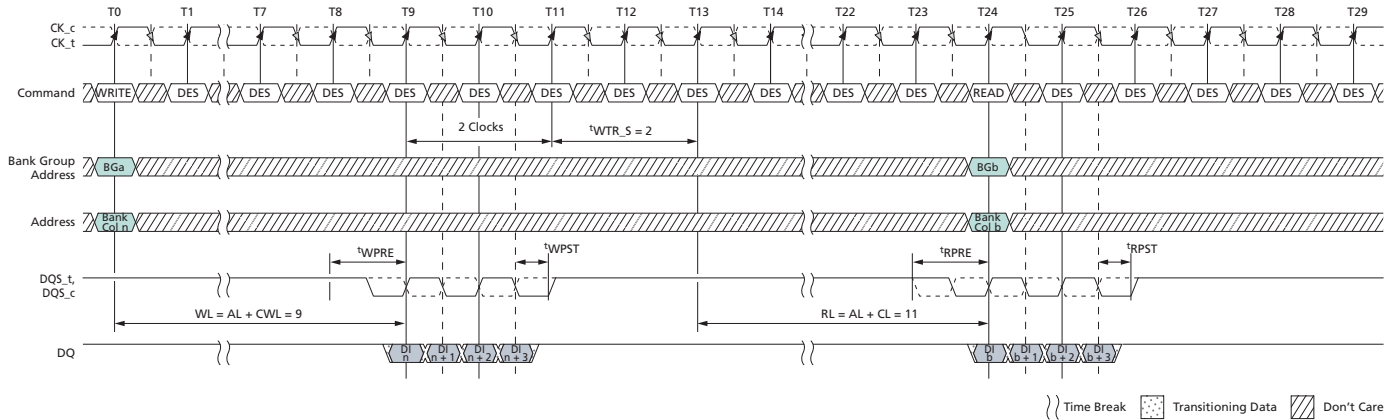 T0 T1 T7 T8 T9 T10 T11 T12 T13 T14 T22 T23 T24 T25 T26 T27 T28 T29
CK_c
CK_t
Command WRITE DES DES DES DES DES DES DES DES DES DES DES READ DES DES DES DES DES
2 Clocks tWTR_S = 2
Bank Group
Address BGa BGb
Address Bank
Col n Bank
Col b
tWPRE tWPST tRPRE tRPST
DQS_t,
DQS_c
WL = AL + CWL = 9 RL = AL + CL = 11
DQ DI
n DI
n + 1 DI
n + 2 DI
n + 3 DI
b DI
b + 1 DI
b + 2 DI
b + 3
Time Break Transitioning Data Don't Care